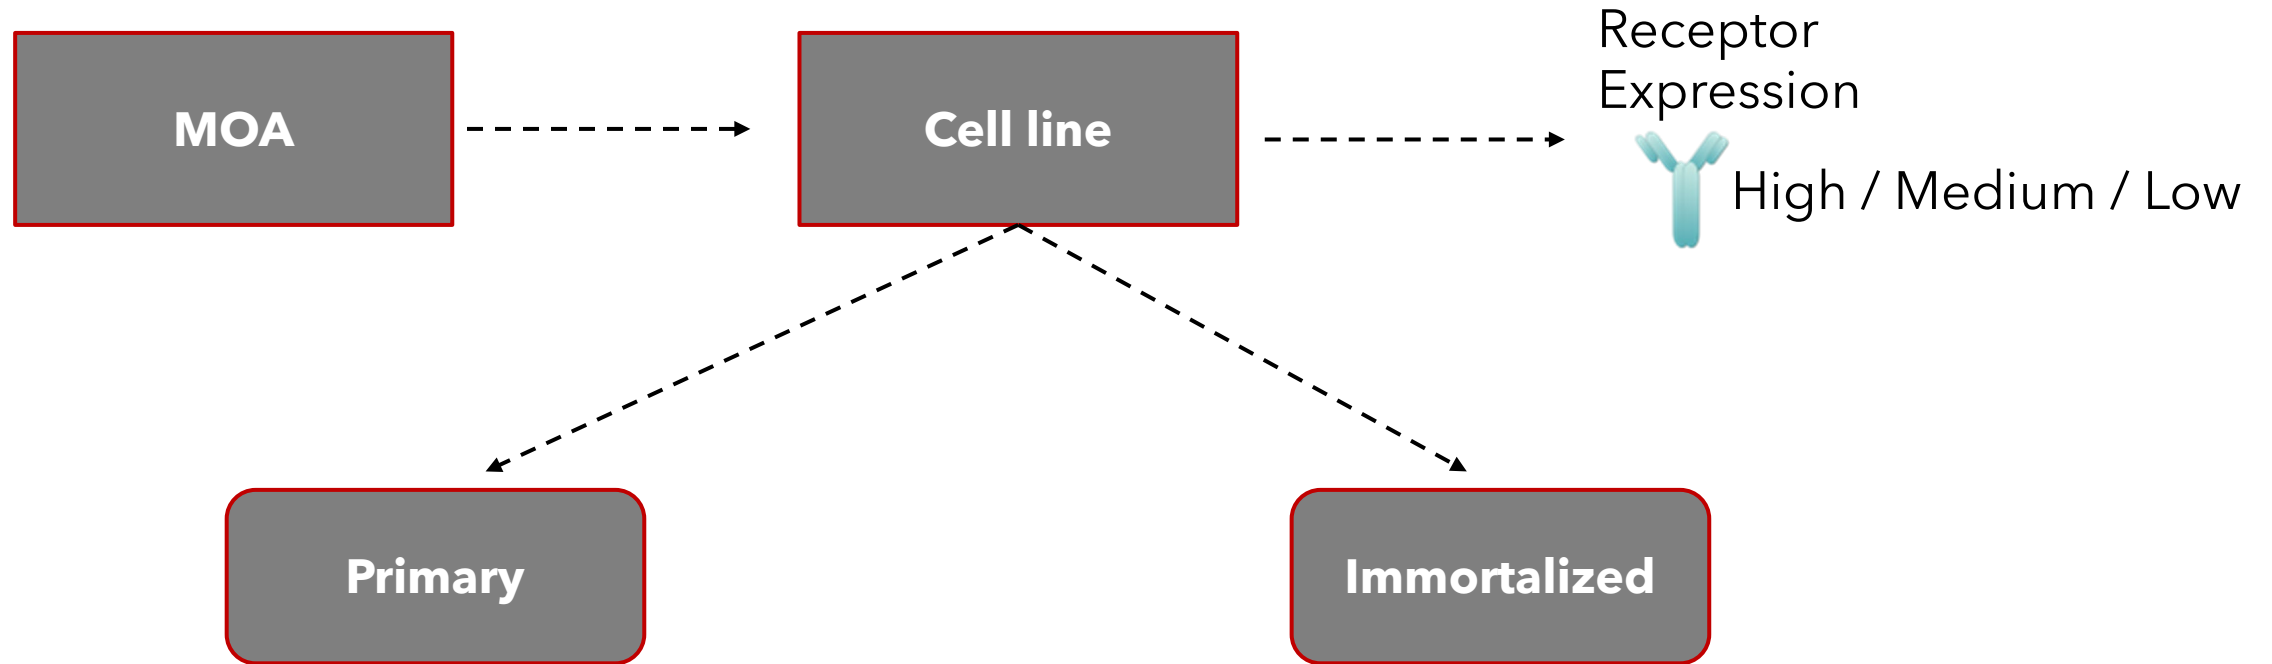 MOA
Cell line
Receptor
Expression
High / Medium / Low
Primary
Immortalized